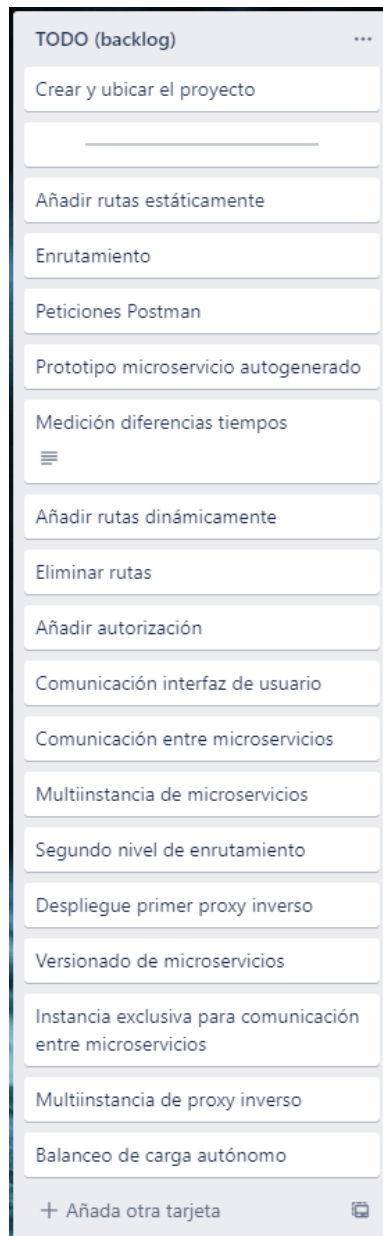 TODO (backlog)
Crear y ubicar el proyecto
Añadir rutas estáticamente
Enrutamiento
Peticiones Postman
Prototipo microservicio autogenerado
Medición diferencias tiempos
Añadir rutas dinámicamente
Eliminar rutas
Añadir autorización
Comunicación interfaz de usuario
Comunicación entre microservicios
Multiinstancia de microservicios
Segundo nivel de enrutamiento
Despliegue primer proxy inverso
Versionado de microservicios
Instancia exclusiva para comunicación
entre microservicios
Multiinstancia de proxy inverso
Balanceo de carga autónomo
+ Añada otra tarjeta